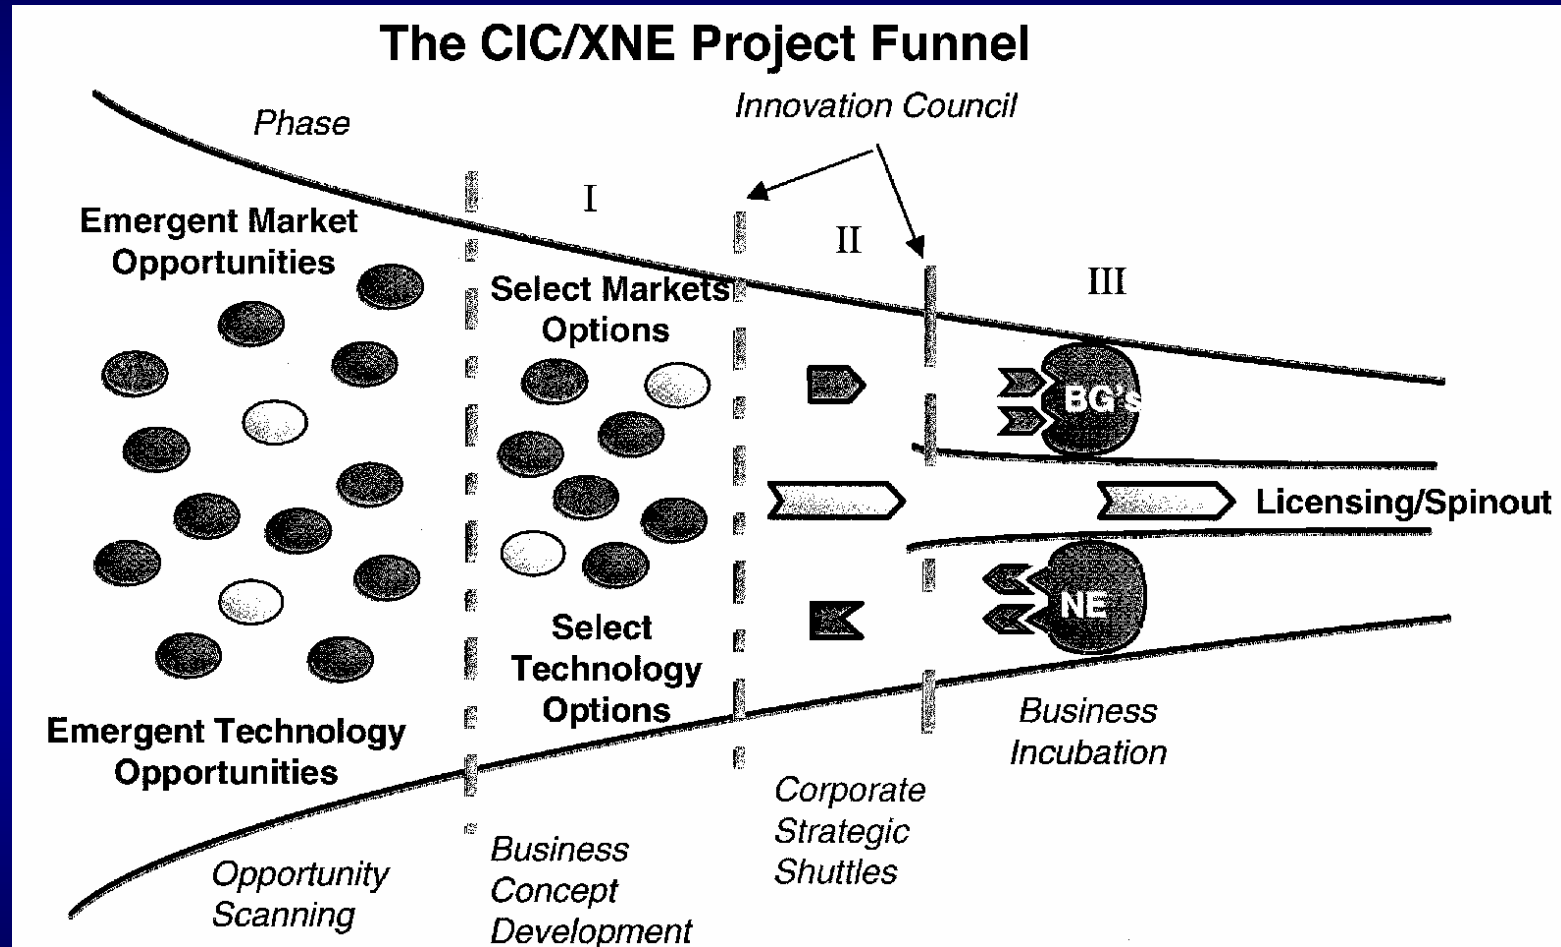 The CIC/XNE Project Funnel
Phase
Innovation Council
I
II
III
Emergent Market
Opportunities
Select Markets
Options
BG's
Licensing/Spinout
NE
Select
Technology
Options
Emergent Technology
Opportunities
Business
Incubation
Corporate
Strategic
Shuttles
Business
Concept
Development
Opportunity
Scanning